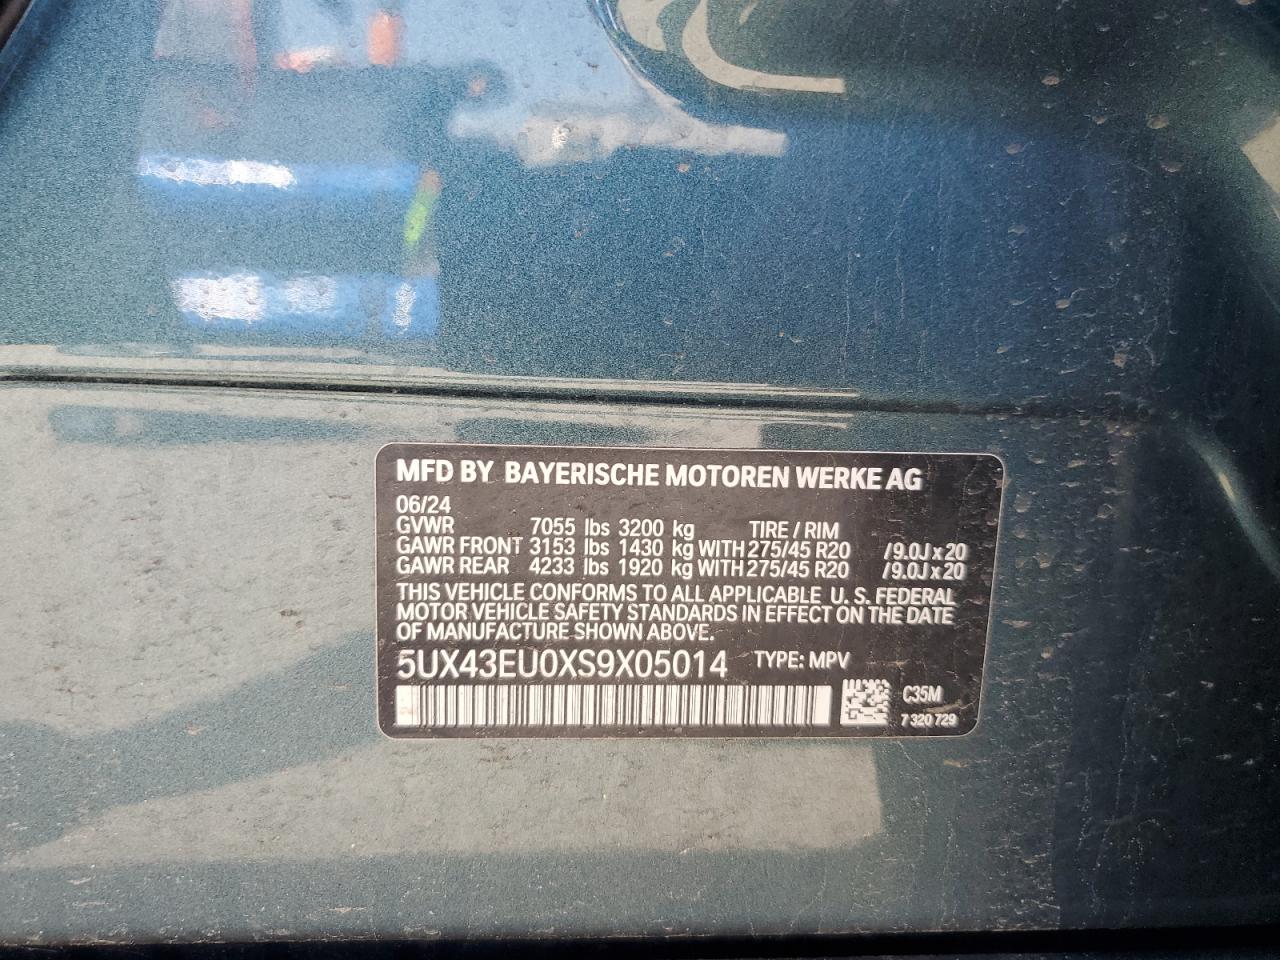 MFD BY BAYERISCHE MOTOREN WERKE AG
06/24
GVWR 7055 lbs 3200 kg TIRE / RIM
GAWR FRONT 3153 lbs 1430 kg WITH 275/45 R20 /9.0J x 20
GAWR REAR 4233 lbs 1920 kg WITH 275/45 R20 /9.0J x 20
THIS VEHICLE CONFORMS TO ALL APPLICABLE U. S. FEDERAL
MOTOR VEHICLE SAFETY STANDARDS IN EFFECT ON THE DATE
OF MANUFACTURE SHOWN ABOVE.
5UX43EU0XS9X05014 TYPE: MPV
C35M
7 320 729